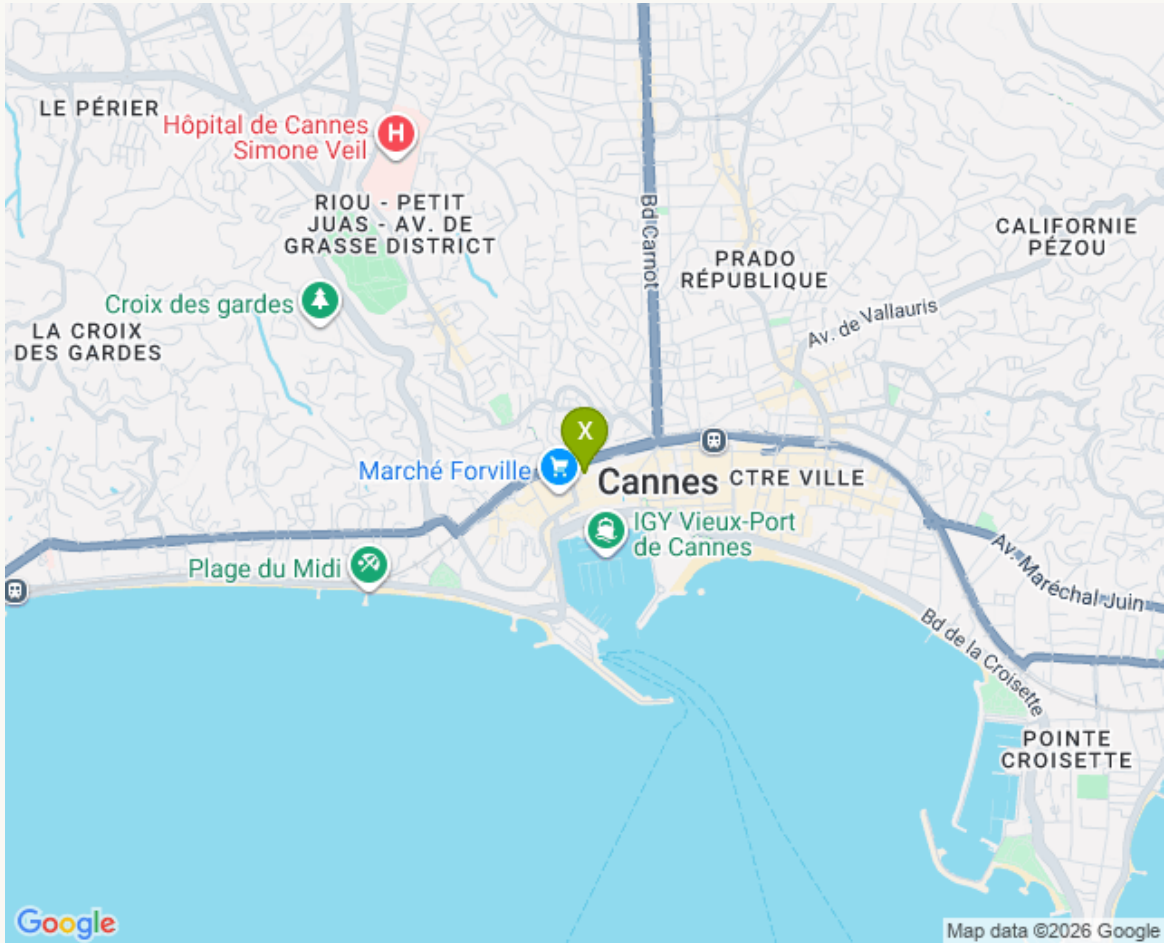 LE PÉRIER
Hôpital de Cannes
Simone Veil
H
RIOU - PETIT
JUAS - AV. DE
GRASSE DISTRICT
Bd Carnot
CALIFORNIE
PÉZOU
PRADO
RÉPUBLIQUE
Croix des gardes
Av. de Vallauris
LA CROIX
DES GARDES
X
Marché Forville
Cannes
CTRE VILLE
IGY Vieux-Port
de Cannes
Plage du Midi
Av. Maréchal Juin
Bd de la Croisette
POINTE
CROISETTE
Google
Map data ©2026 Google